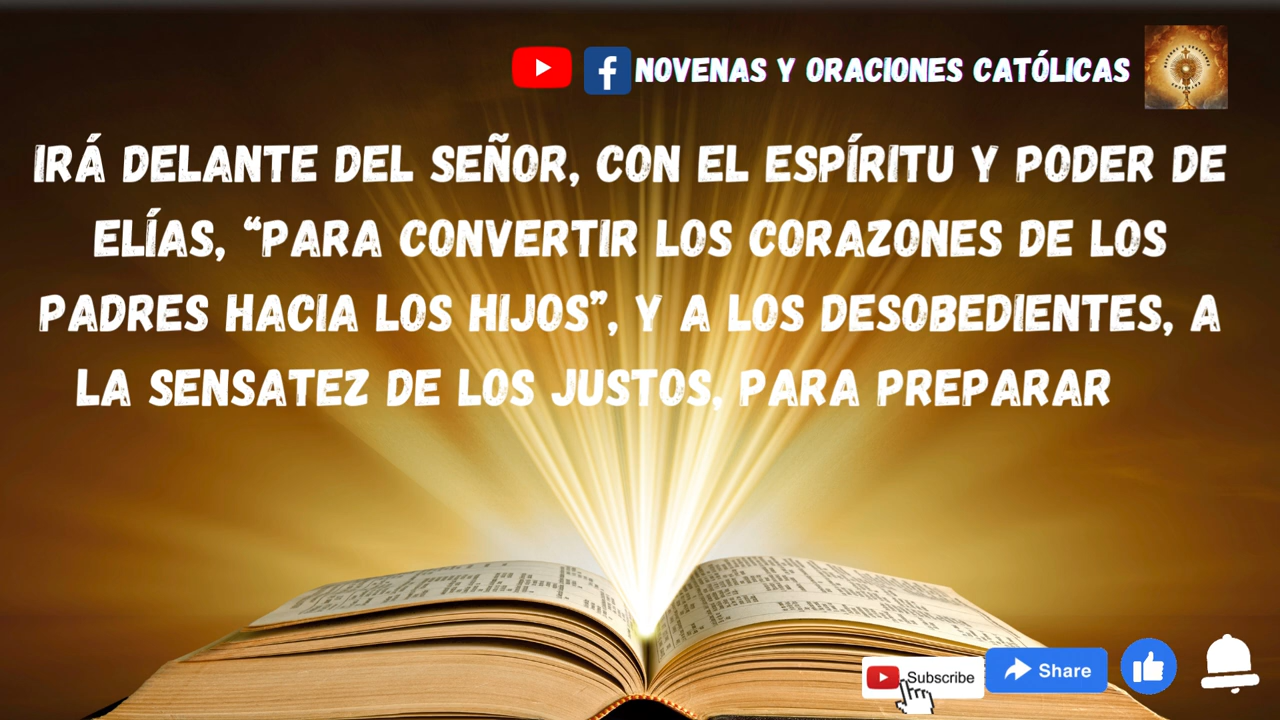 NOVENAS Y ORACIONES CATÓLICAS
IRÁ DELANTE DEL SEÑOR, CON EL ESPÍRITU Y PODER DE
ELÍAS, “PARA CONVERTIR LOS CORAZONES DE LOS
PADRES HACIA LOS HIJOS”, Y A LOS DESOBEDIENTES, A
LA SENSATEZ DE LOS JUSTOS, PARA PREPARAR
Subscribe
Share